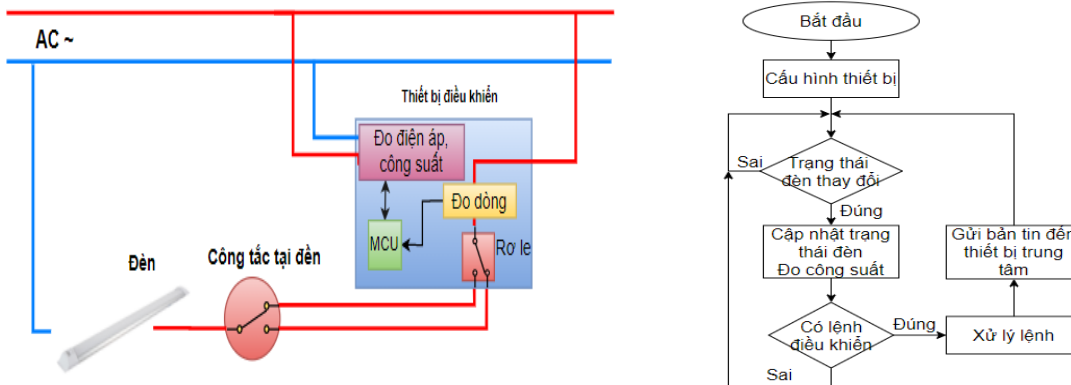 AC ~
Thiết bị điều khiển
Đo điện áp,
công suất
Đo dòng
MCU
Rơ le
Công tắc tại đền
Đèn
Bắt đầu
Cấu hình thiết bị
Sai
Trạng thái
đèn thay đổi
Đúng
Cập nhật trạng
thái đèn
Đo công suất
Gửi bản tin đến
thiết bị trung
tâm
Có lệnh
điều khiển
Đúng
Xử lý lệnh
Sai